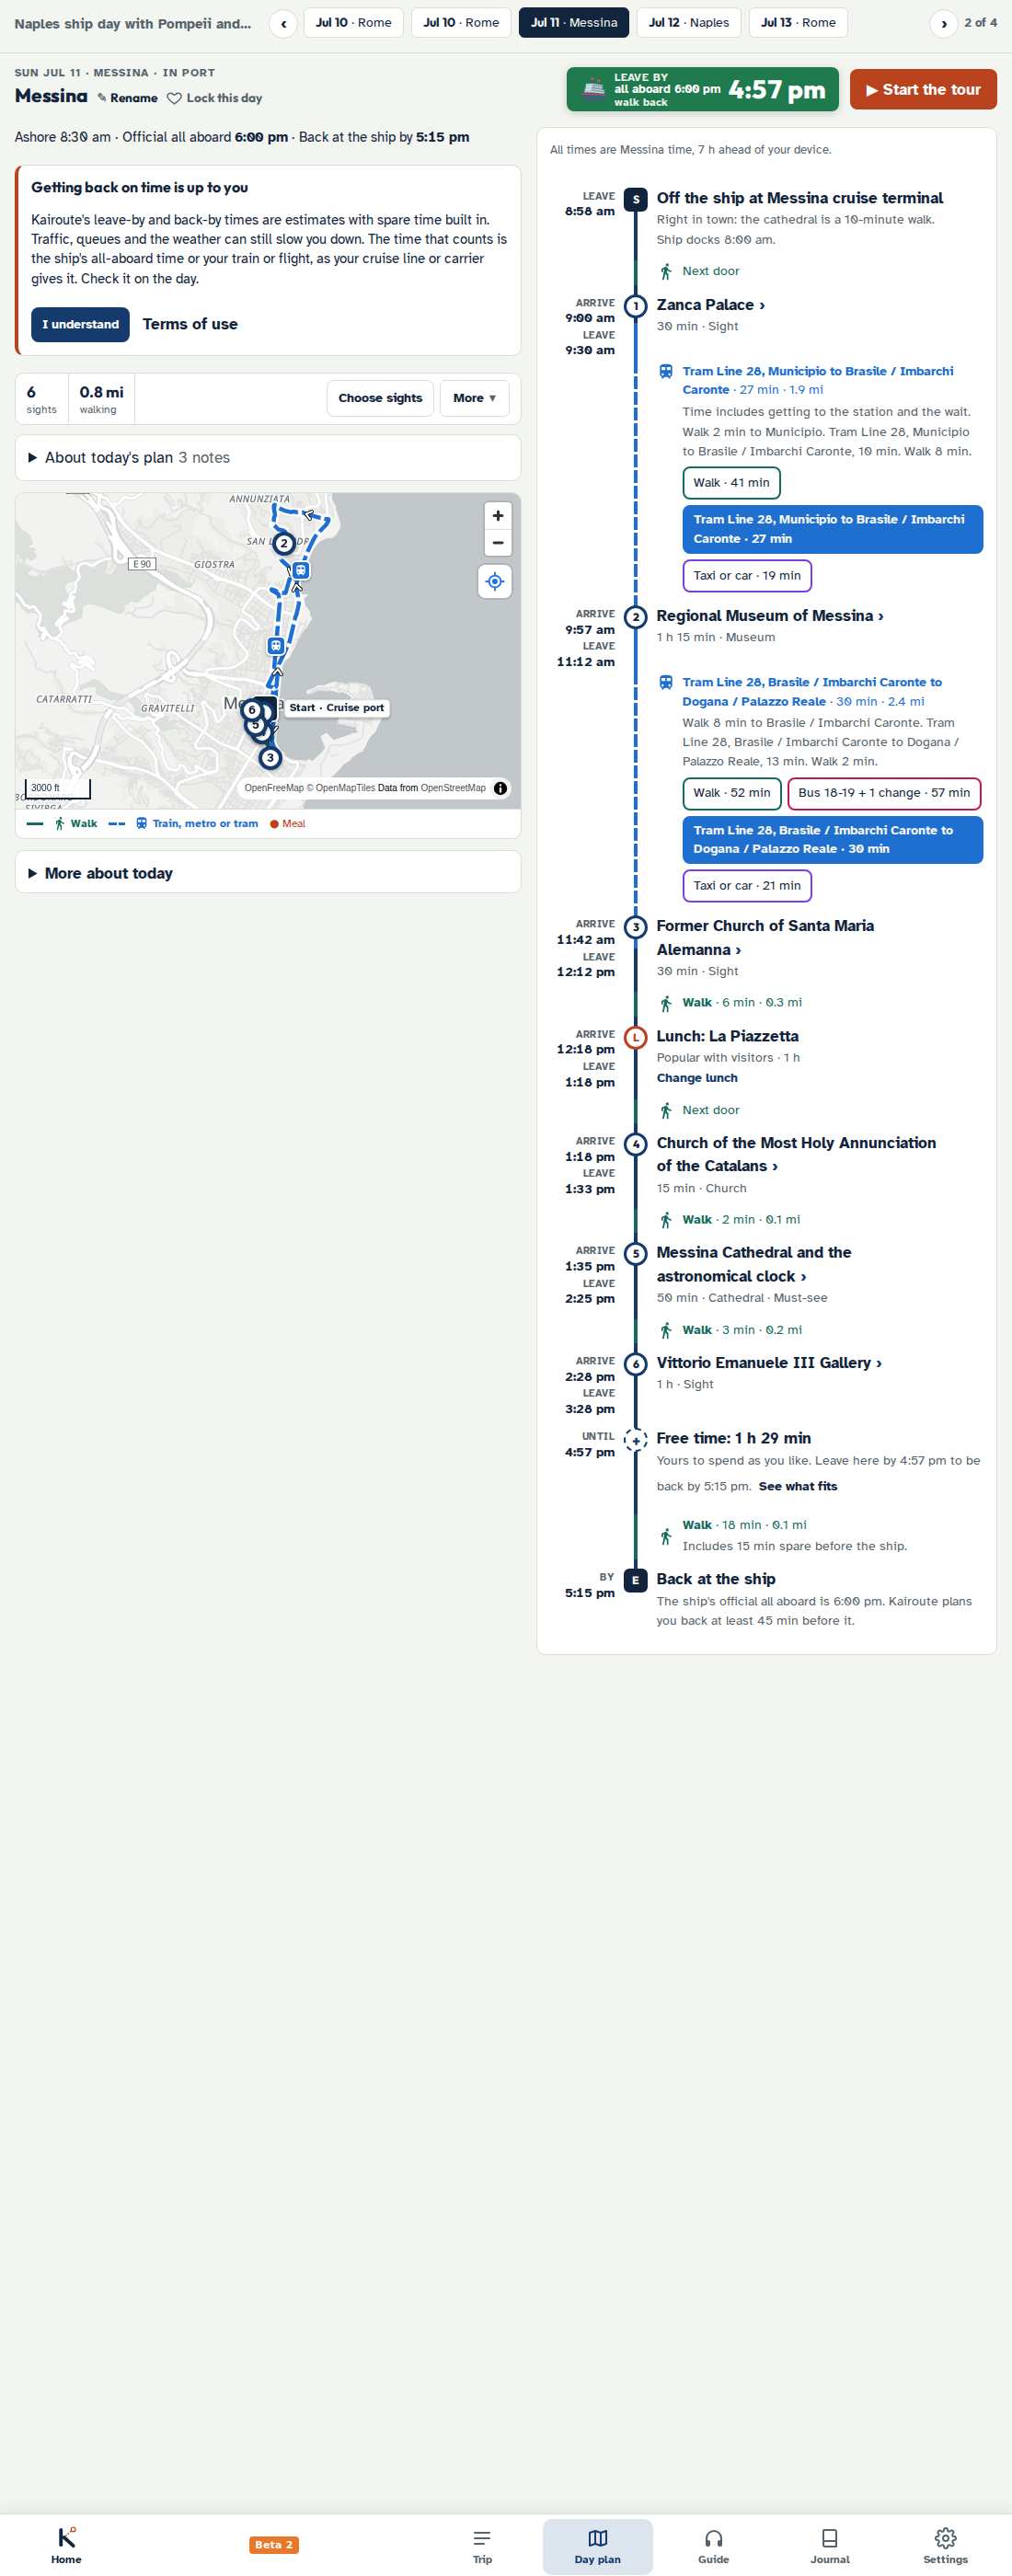 Naples ship day with Pompeii and...
‹
Jul 10 · Rome
Jul 10 · Rome
Jul 11 · Messina
Jul 12 · Naples
Jul 13 · Rome
›
2 of 4
SUN JUL 11 · MESSINA · IN PORT
Messina ✎ Rename Lock this day
LEAVE BY
all aboard 6:00 pm
walk back
4:57 pm
▶ Start the tour
Ashore 8:30 am · Official all aboard 6:00 pm · Back at the ship by 5:15 pm
Getting back on time is up to you
Kairoute's leave-by and back-by times are estimates with spare time built in.
Traffic, queues and the weather can still slow you down. The time that counts is
the ship's all-aboard time or your train or flight, as your cruise line or carrier
gives it. Check it on the day.
I understand
Terms of use
6
sights
0.8 mi
walking
Choose sights
More ▼
▶ About today's plan 3 notes
ANNUNZIATA
2
E 90
GIOSTRA
CATARRATTI
GRAVITELLI
6
5
3
Start · Cruise port
3000 ft
OpenFreeMap © OpenMapTiles Data from OpenStreetMap
+
−
Walk
Train, metro or tram
Meal
▶ More about today
All times are Messina time, 7 h ahead of your device.
LEAVE
8:58 am
S
Off the ship at Messina cruise terminal
Right in town: the cathedral is a 10-minute walk.
Ship docks 8:00 am.
Next door
ARRIVE
9:00 am
LEAVE
9:30 am
1
Zanca Palace ›
30 min · Sight
Tram Line 28, Municipio to Brasile / Imbarchi
Caronte · 27 min · 1.9 mi
Time includes getting to the station and the wait.
Walk 2 min to Municipio. Tram Line 28, Municipio
to Brasile / Imbarchi Caronte, 10 min. Walk 8 min.
Walk · 41 min
Tram Line 28, Municipio to Brasile / Imbarchi
Caronte · 27 min
Taxi or car · 19 min
ARRIVE
9:57 am
LEAVE
11:12 am
2
Regional Museum of Messina ›
1 h 15 min · Museum
Tram Line 28, Brasile / Imbarchi Caronte to
Dogana / Palazzo Reale · 30 min · 2.4 mi
Walk 8 min to Brasile / Imbarchi Caronte. Tram
Line 28, Brasile / Imbarchi Caronte to Dogana /
Palazzo Reale, 13 min. Walk 2 min.
Walk · 52 min
Bus 18-19 + 1 change · 57 min
Tram Line 28, Brasile / Imbarchi Caronte to
Dogana / Palazzo Reale · 30 min
Taxi or car · 21 min
ARRIVE
11:42 am
LEAVE
12:12 pm
3
Former Church of Santa Maria
Alemanna ›
30 min · Sight
Walk · 6 min · 0.3 mi
ARRIVE
12:18 pm
LEAVE
1:18 pm
L
Lunch: La Piazzetta
Popular with visitors · 1 h
Change lunch
Next door
ARRIVE
1:18 pm
LEAVE
1:33 pm
4
Church of the Most Holy Annunciation
of the Catalans ›
15 min · Church
Walk · 2 min · 0.1 mi
ARRIVE
1:35 pm
LEAVE
2:25 pm
5
Messina Cathedral and the
astronomical clock ›
50 min · Cathedral · Must-see
Walk · 3 min · 0.2 mi
ARRIVE
2:28 pm
LEAVE
3:28 pm
6
Vittorio Emanuele III Gallery ›
1 h · Sight
UNTIL
4:57 pm
+
Free time: 1 h 29 min
Yours to spend as you like. Leave here by 4:57 pm to be
back by 5:15 pm. See what fits
Walk · 18 min · 0.1 mi
Includes 15 min spare before the ship.
BY
5:15 pm
E
Back at the ship
The ship's official all aboard is 6:00 pm. Kairoute plans
you back at least 45 min before it.
Home
Beta 2
Trip
Day plan
Guide
Journal
Settings